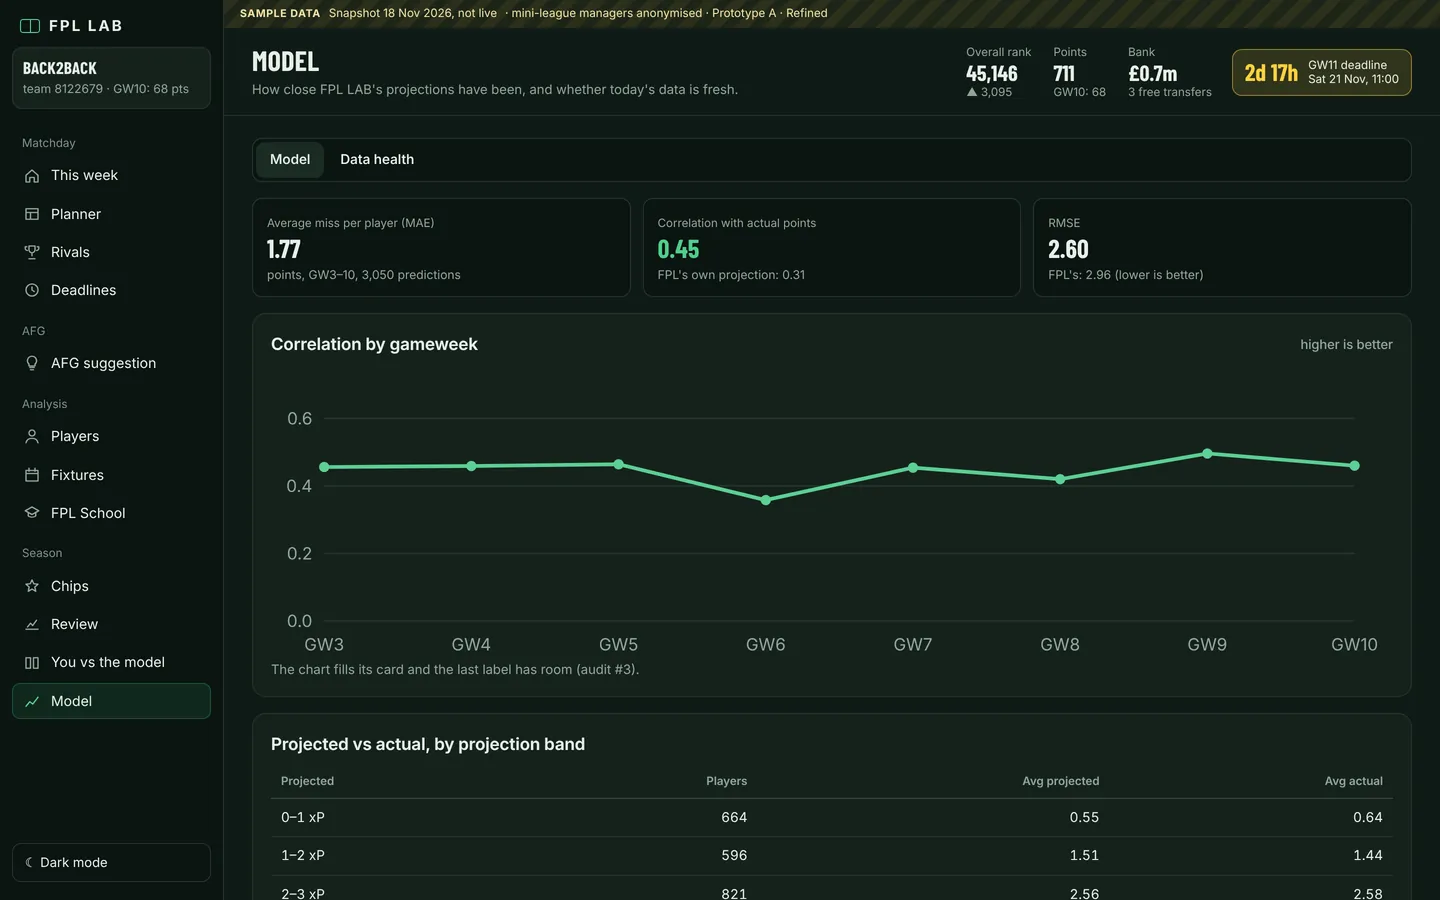 FPL LAB
BACK2BACK
team 8122679 · GW10: 68 pts
Matchday
This week
Planner
Rivals
Deadlines
AFG
AFG suggestion
Analysis
Players
Fixtures
FPL School
Season
Chips
Review
You vs the model
Model
Dark mode
SAMPLE DATA Snapshot 18 Nov 2026, not live · mini-league managers anonymised · Prototype A · Refined
MODEL
How close FPL LAB's projections have been, and whether today's data is fresh.
Overall rank
45,146
▲ 3,095
Points
711
GW10: 68
Bank
£0.7m
3 free transfers
2d 17h
GW11 deadline
Sat 21 Nov, 11:00
Model Data health
Average miss per player (MAE)
1.77
points, GW3–10, 3,050 predictions
Correlation with actual points
0.45
FPL's own projection: 0.31
RMSE
2.60
FPL's: 2.96 (lower is better)
Correlation by gameweek higher is better
0.6
0.4
0.2
0.0
GW3 GW4 GW5 GW6 GW7 GW8 GW9 GW10
The chart fills its card and the last label has room (audit #3).
Projected vs actual, by projection band
Projected Players Avg projected Avg actual
0–1 xP 664 0.55 0.64
1–2 xP 596 1.51 1.44
2–3 xP 821 2.56 2.58